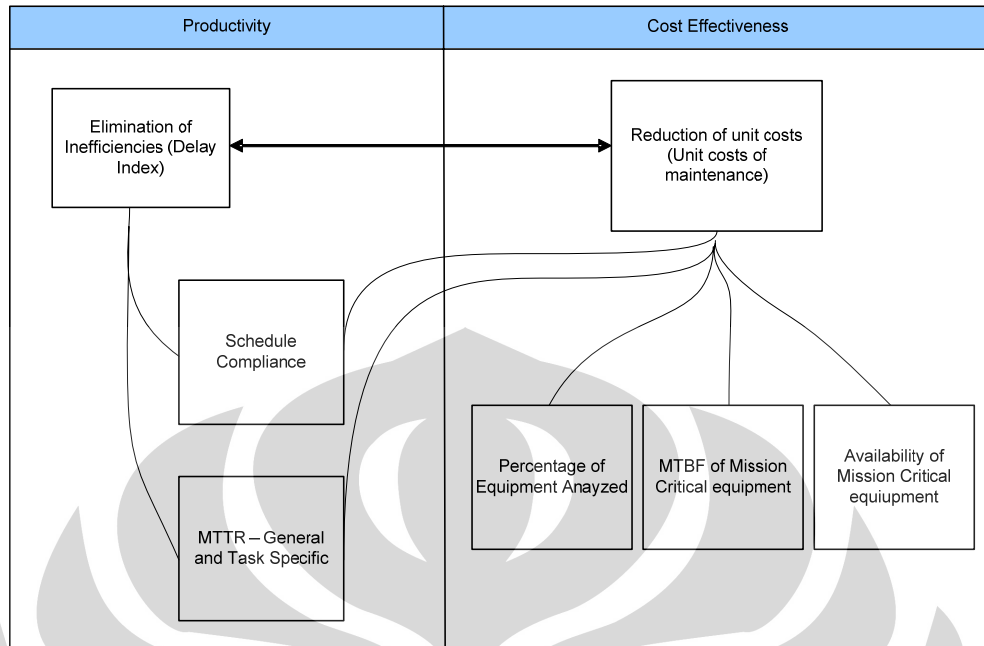 Productivity
Cost Effectiveness
Elimination of
Inefficiencies (Delay
Index)
Reduction of unit costs
(Unit costs of
maintenance)
Schedule
Compliance
MTTR – General
and Task Specific
Percentage of
Equipment Anayzed
MTBF of Mission
Critical equipment
Availability of
Mission Critical
equiupment